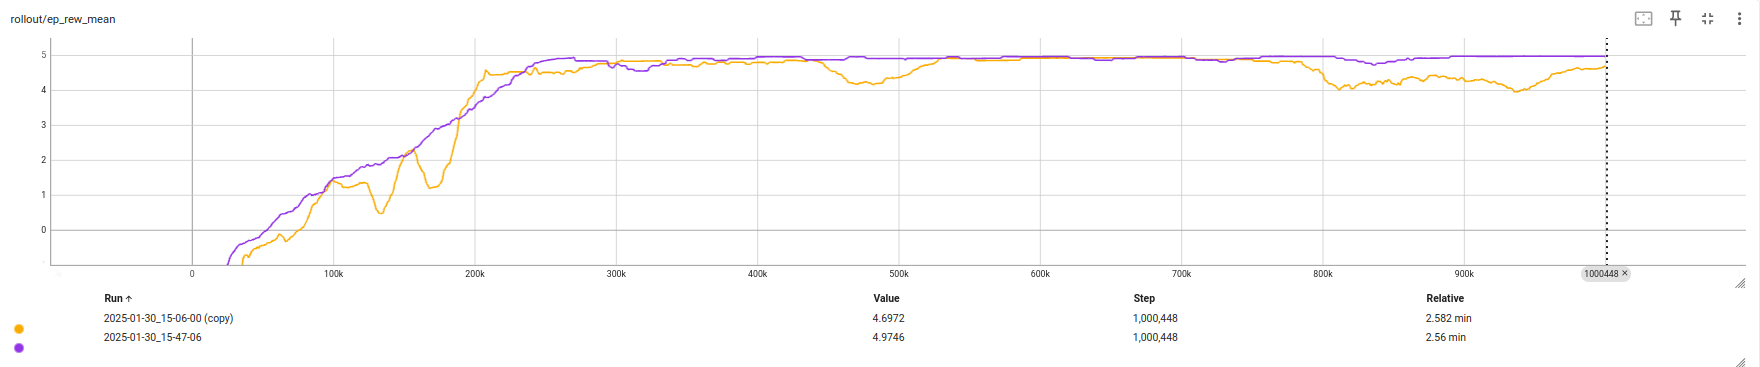 rollout/ep_rew_mean
5
4
3
2
1
0
0 100k 200k 300k 400k 500k 600k 700k 800k 900k 1000448 ×
Run ↑ Value Step Relative
2025-01-30_15-06-00 (copy) 4.6972 1,000,448 2.582 min
2025-01-30_15-47-06 4.9746 1,000,448 2.56 min